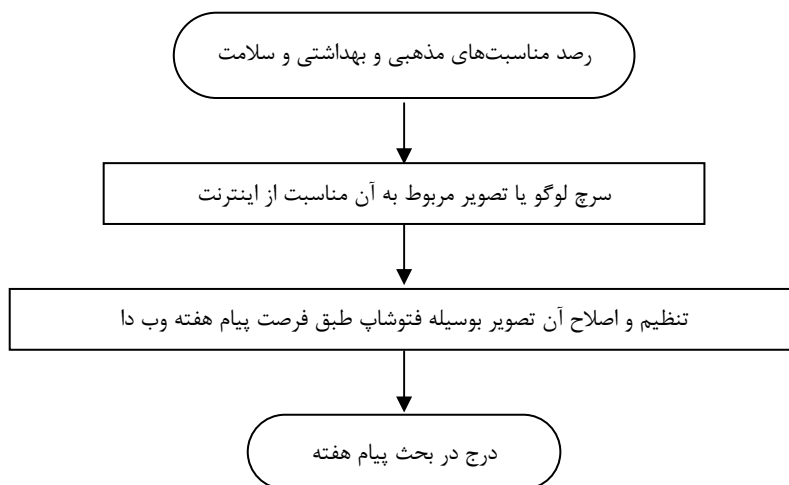 رصد مناسبت‌های مذهبی و بهداشتی و سلامت
سرچ لوگو یا تصویر مربوط به آن مناسبت از اینترنت
تنظیم و اصلاح آن تصویر بوسیله فتوشاپ طبق فرصت پیام هفته وب دا
درج در بحث پیام هفته